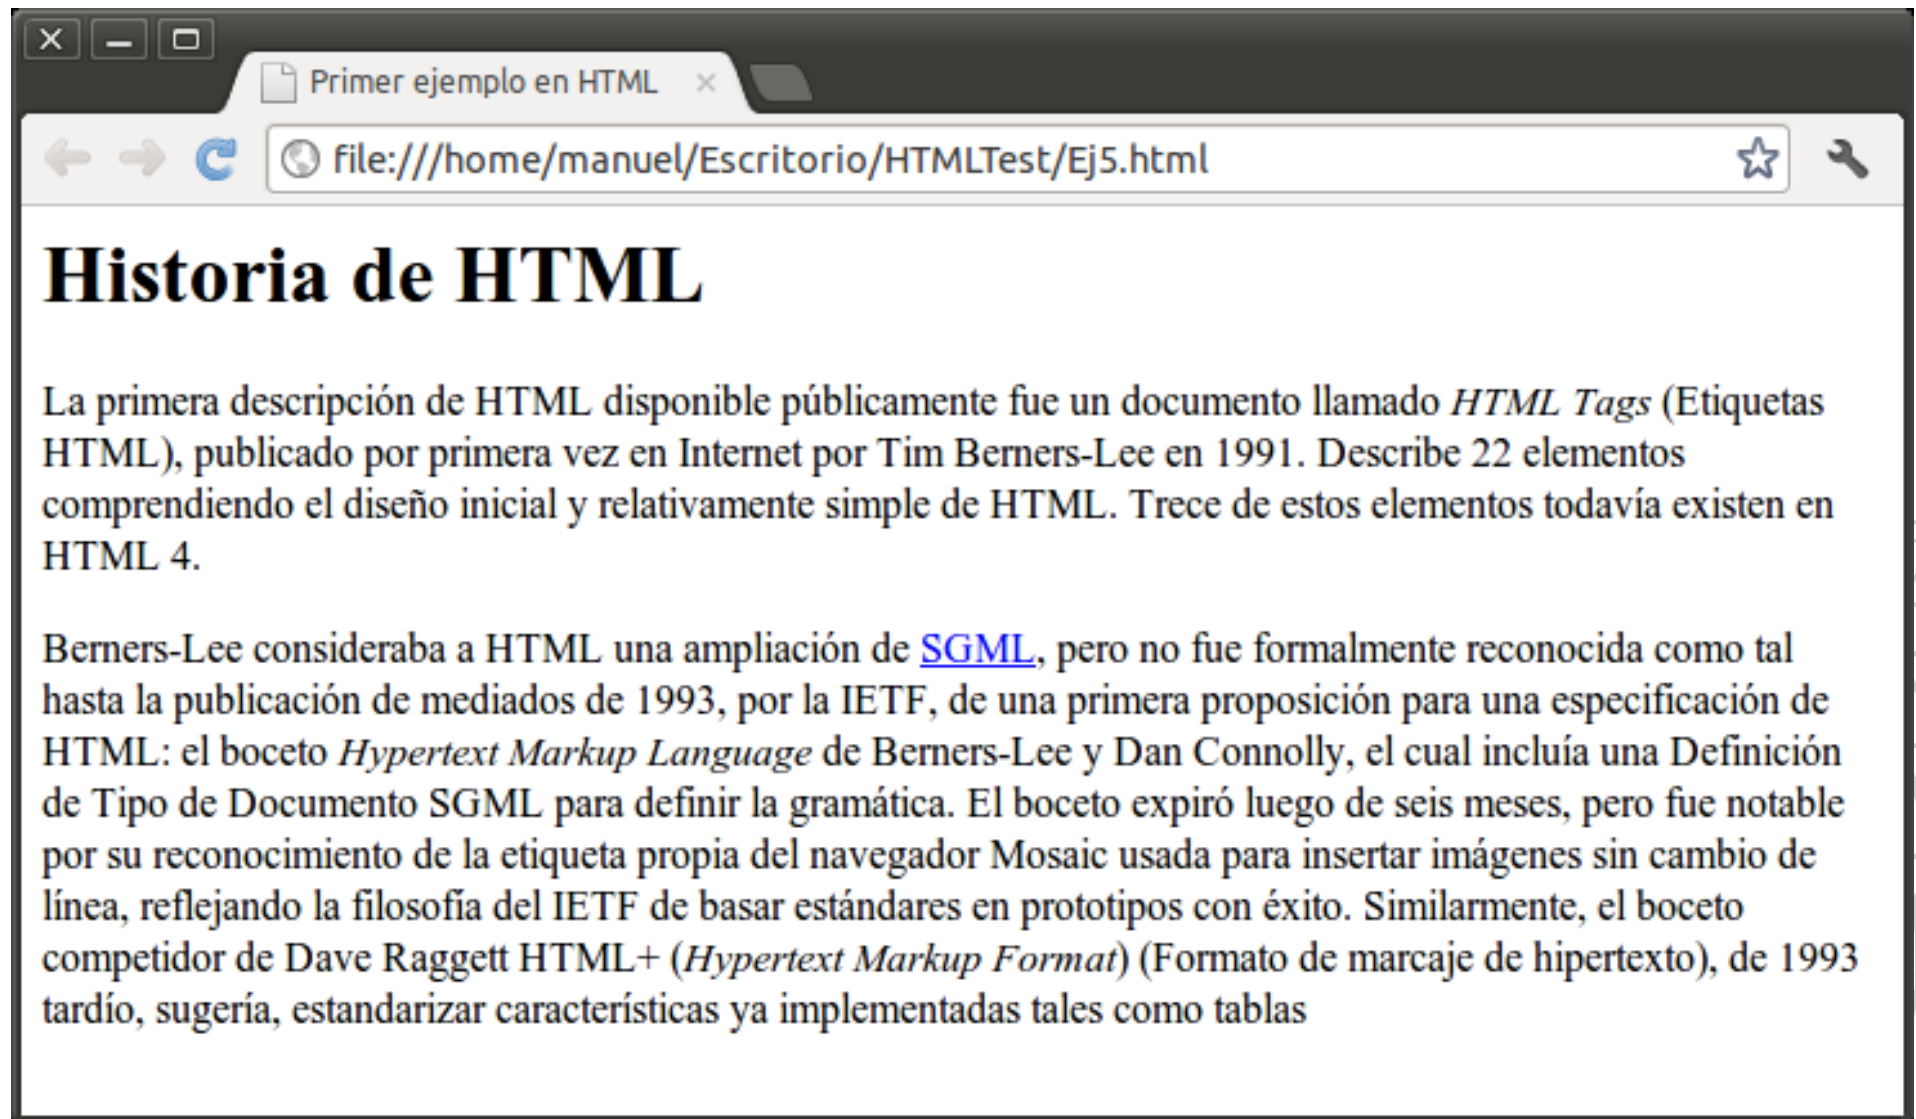 Primer ejemplo en HTML
file:///home/manuel/Escritorio/HTMLTest/Ej5.html
Historia de HTML
La primera descripción de HTML disponible públicamente fue un documento llamado HTML Tags (Etiquetas
HTML), publicado por primera vez en Internet por Tim Berners-Lee en 1991. Describe 22 elementos
comprendiendo el diseño inicial y relativamente simple de HTML. Trece de estos elementos todavía existen en
HTML 4.
Berners-Lee consideraba a HTML una ampliación de SGML, pero no fue formalmente reconocida como tal
hasta la publicación de mediados de 1993, por la IETF, de una primera proposición para una especificación de
HTML: el boceto Hypertext Markup Language de Berners-Lee y Dan Connolly, el cual incluía una Definición
de Tipo de Documento SGML para definir la gramática. El boceto expiró luego de seis meses, pero fue notable
por su reconocimiento de la etiqueta propia del navegador Mosaic usada para insertar imágenes sin cambio de
línea, reflejando la filosofía del IETF de basar estándares en prototipos con éxito. Similarmente, el boceto
competidor de Dave Raggett HTML+ (Hypertext Markup Format) (Formato de marcaje de hipertexto), de 1993
tardío, sugería, estandarizar características ya implementadas tales como tablas